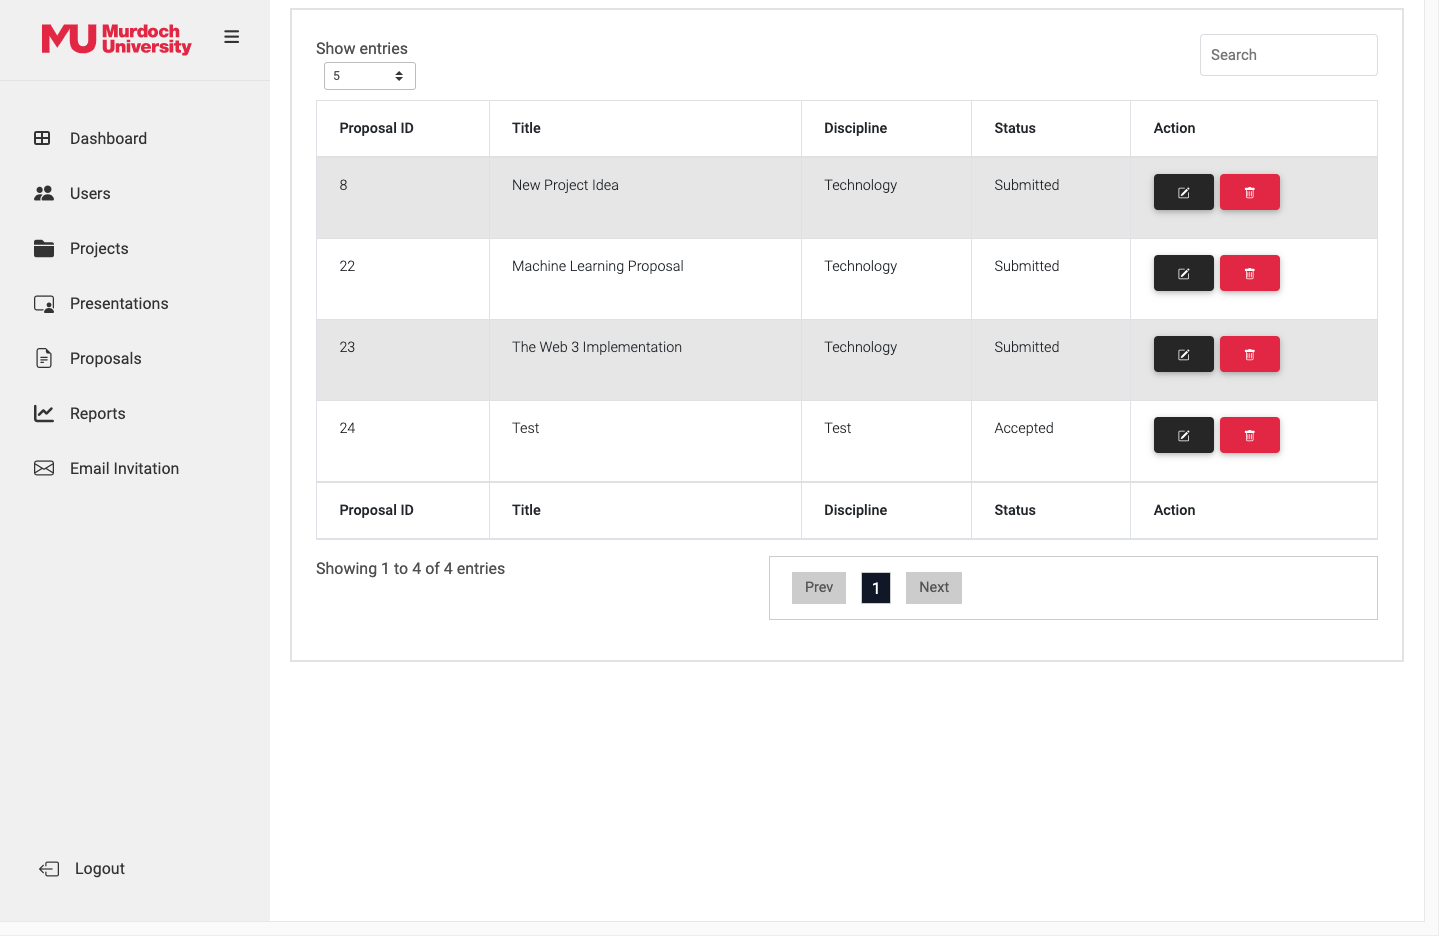 MU Murdoch
University
Dashboard
Users
Projects
Presentations
Proposals
Reports
Email Invitation
Logout
Show entries
5
Search
Proposal ID Title Discipline Status Action
8 New Project Idea Technology Submitted
22 Machine Learning Proposal Technology Submitted
23 The Web 3 Implementation Technology Submitted
24 Test Test Accepted
Proposal ID Title Discipline Status Action
Showing 1 to 4 of 4 entries
Prev 1 Next